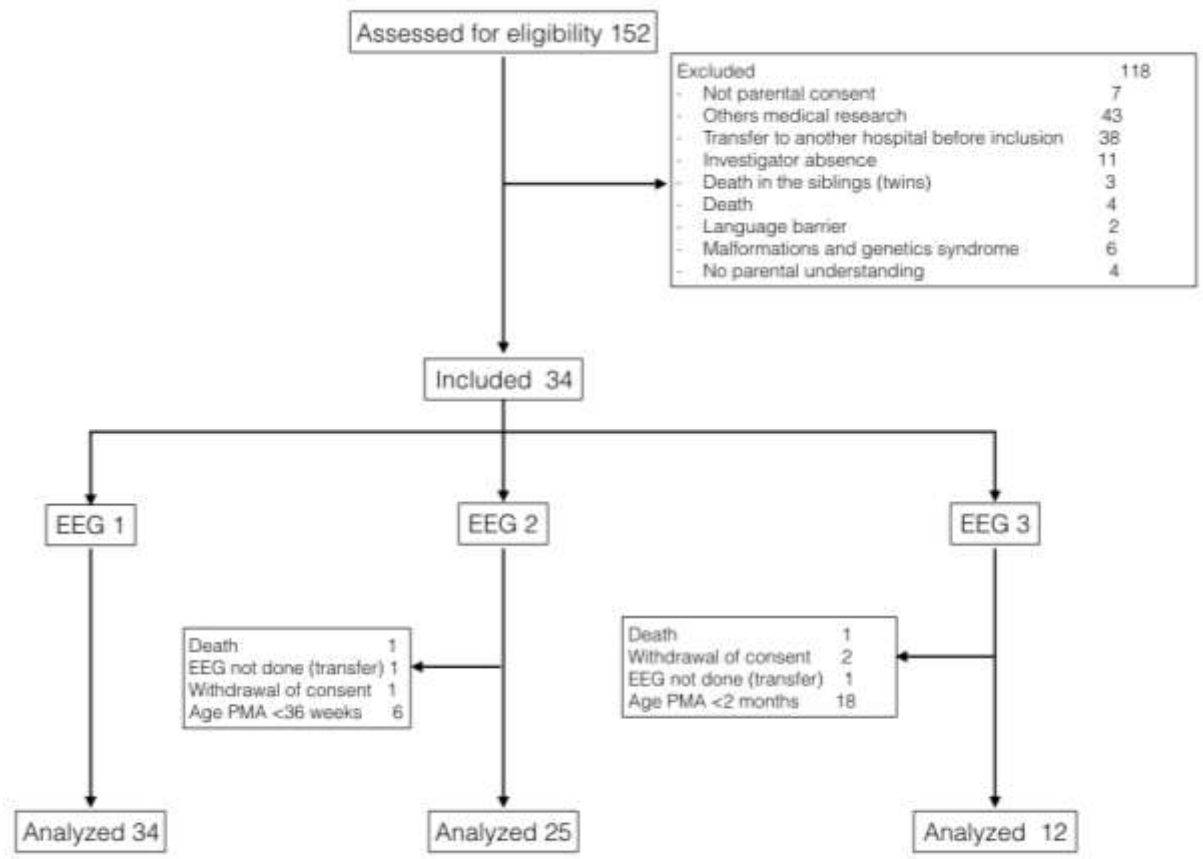 Assessed for eligibility 152
Excluded 118
- Not parental consent 7
- Others medical research 43
- Transfer to another hospital before inclusion 38
- Investigator absence 11
- Death in the siblings (twins) 3
- Death 4
- Language barrier 2
- Malformations and genetics syndrome 6
- No parental understanding 4
Included 34
EEG 1
EEG 2
EEG 3
Death 1
EEG not done (transfer) 1
Withdrawal of consent 1
Age PMA <36 weeks 6
Death 1
Withdrawal of consent 2
EEG not done (transfer) 1
Age PMA <2 months 18
Analyzed 34
Analyzed 25
Analyzed 12